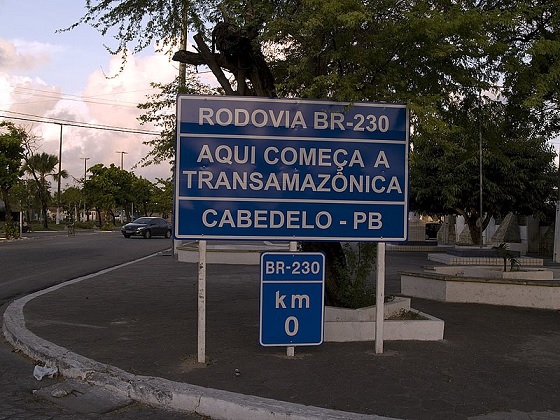 RODOVIA BR-230
AQUI COMEÇA A
TRANSAMAZÔNICA
CABEDELO - PB
BR-230
km
0